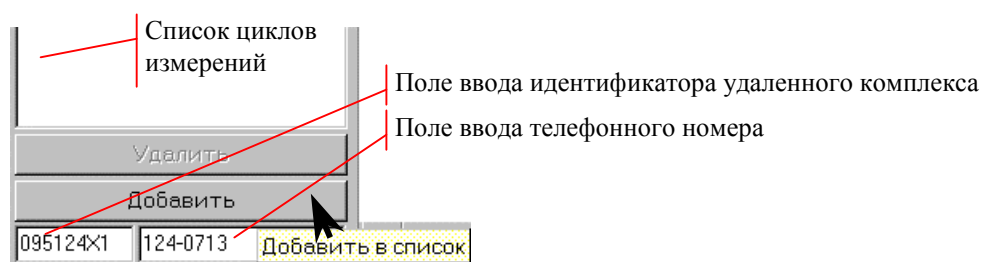 Список циклов
измерений
Поле ввода идентификатора удаленного комплекса
Поле ввода телефонного номера
Удалить
Добавить
095124X1
124-0713
Добавить в список